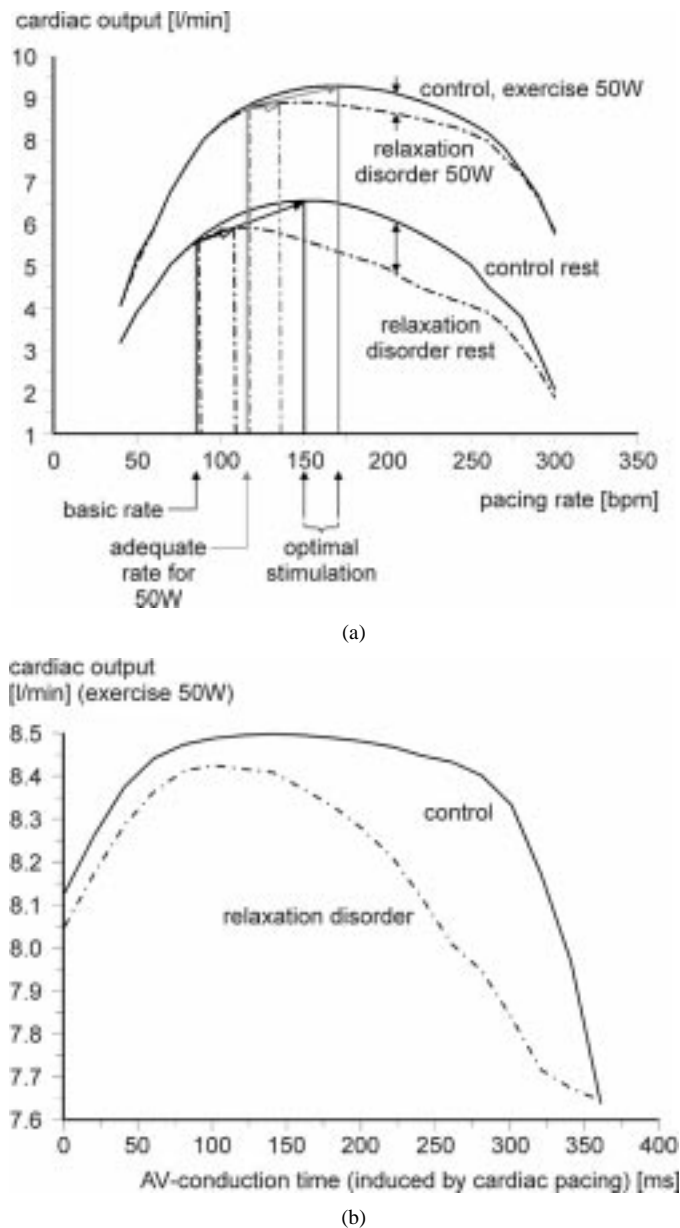 cardiac output [l/min]
10
9
8
7
6
5
4
3
2
1
control, exercise 50W
relaxation
disorder 50W
control rest
relaxation
disorder rest
0 50 100 150 200 250 300 350
basic rate
pacing rate [bpm]
adequate
rate for
50W
optimal
stimulation
(a)
cardiac output
[l/min] (exercise 50W)
8.5
8.4
8.3
8.2
8.1
8.0
7.9
7.8
7.7
7.6
control
relaxation disorder
0 50 100 150 200 250 300 350 400
AV-conduction time (induced by cardiac pacing) [ms]
(b)